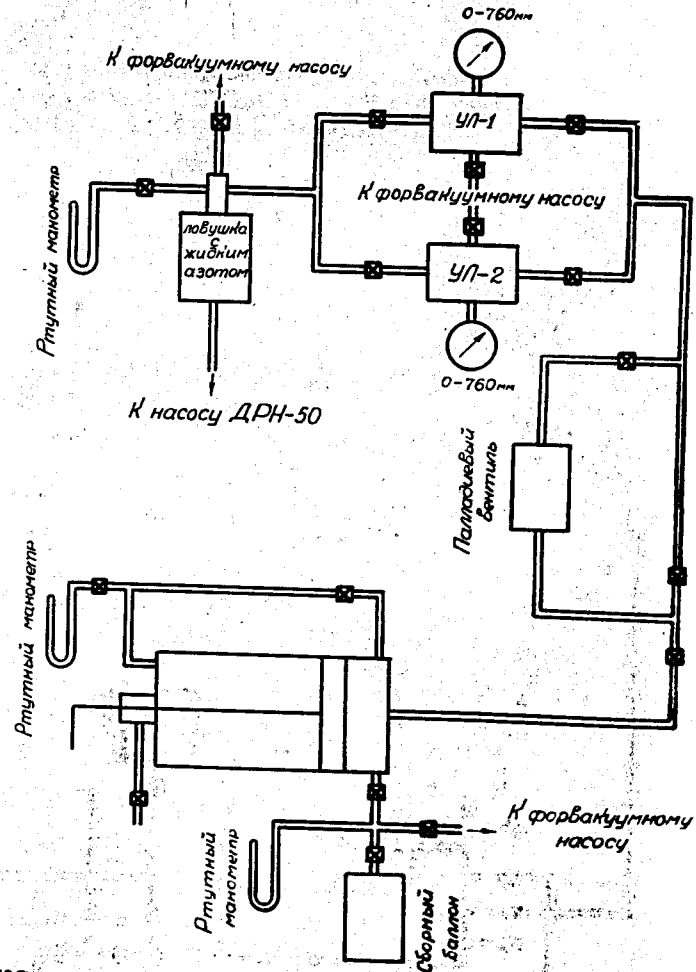 0-760мм
К форвакуумному насосу
УЛ-1
Ртутный манометр
К форвакуумному насосу
ловушка
с
жидким
азотом
УЛ-2
0-760мм
К насосу ДРН-50
Палладиевый
вентиль
Ртутный манометр
К форвакуумному
насосу
Ртутный
манометр
Сборный
баллон